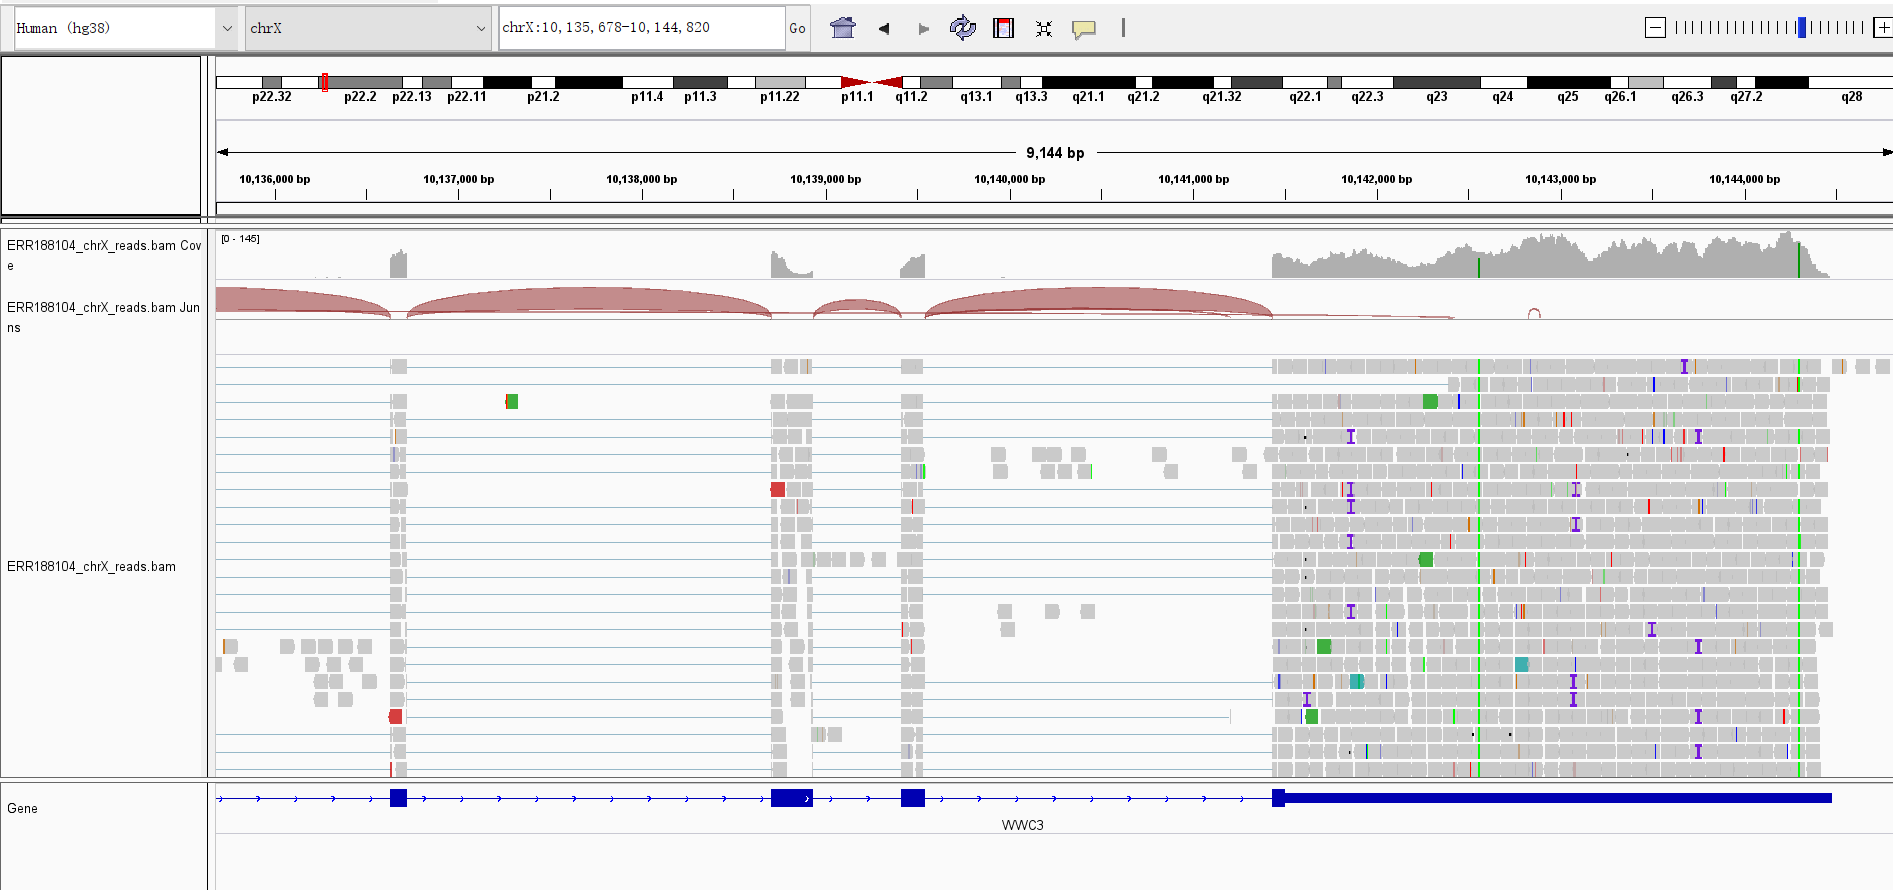 Human (hg38) chrX chrX:10,135,678-10,144,820 Go
p22.32 p22.2 p22.13 p22.11 p21.2 p11.4 p11.3 p11.22 p11.1 q11.2 q13.1 q13.3 q21.1 q21.2 q21.32 q22.1 q22.3 q23 q24 q25 q26.1 q26.3 q27.2 q28
9,144 bp
10,136,000 bp 10,137,000 bp 10,138,000 bp 10,139,000 bp 10,140,000 bp 10,141,000 bp 10,142,000 bp 10,143,000 bp 10,144,000 bp
[0 - 145]
ERR188104_chrX_reads.bam Cov
e
ERR188104_chrX_reads.bam Jun
ns
ERR188104_chrX_reads.bam
Gene
WWC3